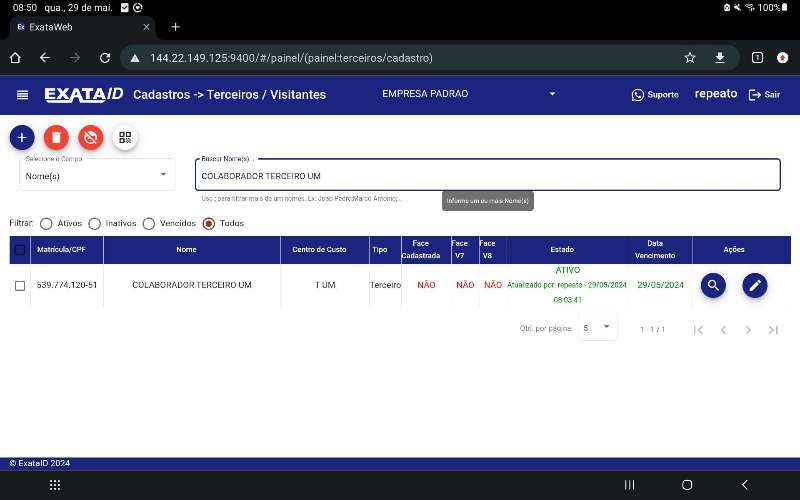 08:50 qua., 29 de mai. 100%
ExataWeb
144.22.149.125:9400/#/painel/(painel:terceiros/cadastro) 1
EXATAID Cadastros -> Terceiros / Visitantes EMPRESA PADRAO Suporte repeato Sair
Selecione o Campo
Nome(s)
Buscar Nome(s)...
COLABORADOR TERCEIRO UM
Use ; para filtrar mais de um nomes. Ex: Joao Pedro;Marco Antonio;...
Informe um ou mais Nome(s)
Filtrar: Ativos Inativos Vencidos Todos
Matrícula/CPF Nome Centro de Custo Tipo Face Cadastrada Face V7 Face V8 Estado Data Vencimento Ações
539.774.120-51 COLABORADOR TERCEIRO UM T UM Terceiro NÃO NÃO NÃO ATIVO
Atualizado por: repeato - 29/05/2024
08:03:41
29/05/2024
Qtd. por página: 5 1 - 1 / 1
© ExataID 2024